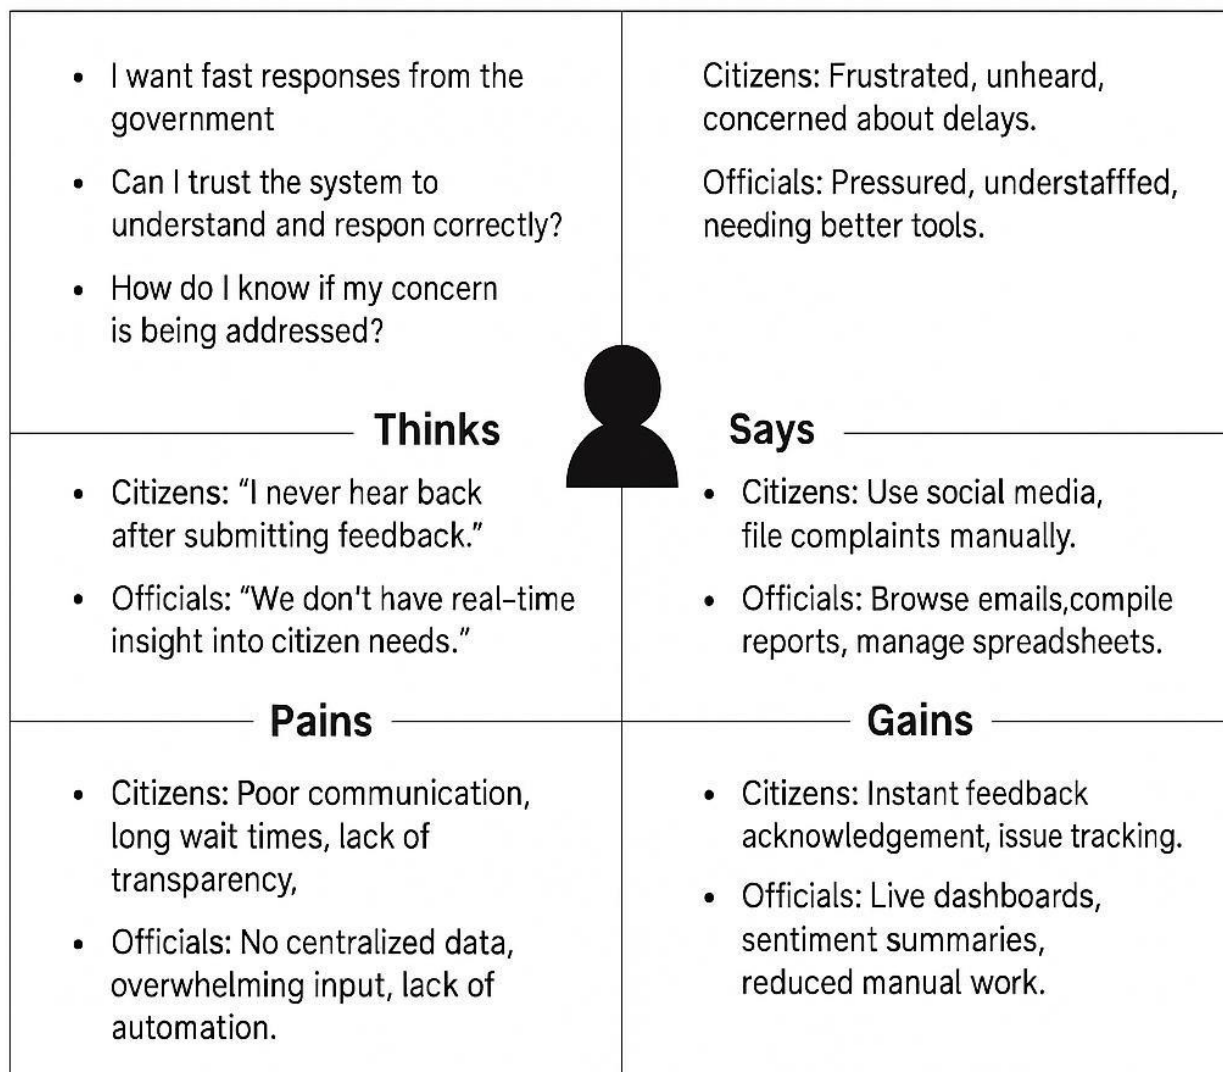 • I want fast responses from the
government
• Can I trust the system to
understand and respon correctly?
• How do I know if my concern
is being addressed?
Citizens: Frustrated, unheard,
concerned about delays.
Officials: Pressured, understafffed,
needing better tools.
Thinks
Says
• Citizens: “I never hear back
after submitting feedback.”
• Officials: “We don't have real-time
insight into citizen needs.”
• Citizens: Use social media,
file complaints manually.
• Officials: Browse emails,compile
reports, manage spreadsheets.
Pains
Gains
• Citizens: Poor communication,
long wait times, lack of
transparency,
• Officials: No centralized data,
overwhelming input, lack of
automation.
• Citizens: Instant feedback
acknowledgement, issue tracking.
• Officials: Live dashboards,
sentiment summaries,
reduced manual work.